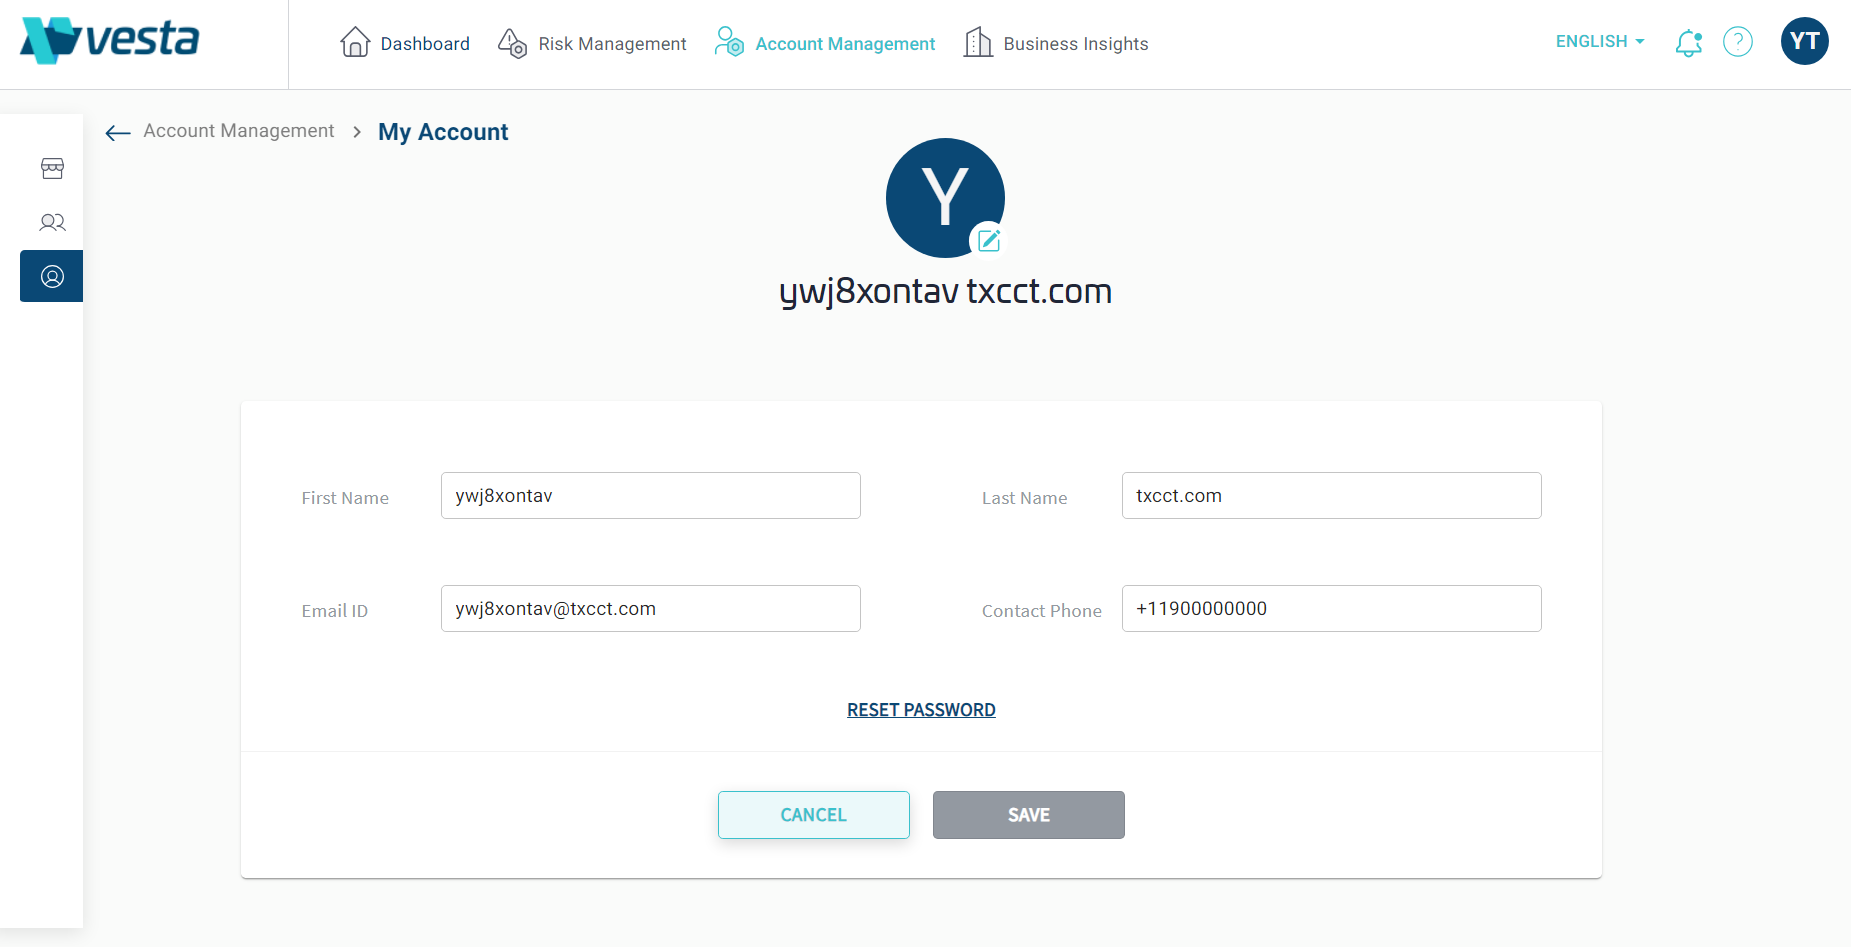 vesta
Dashboard
Risk Management
Account Management
Business Insights
ENGLISH
?
YT
Account Management > My Account
Y
ywj8xontav txcct.com
First Name
ywj8xontav
Last Name
txcct.com
Email ID
ywj8xontav@txcct.com
Contact Phone
+11900000000
RESET PASSWORD
CANCEL
SAVE